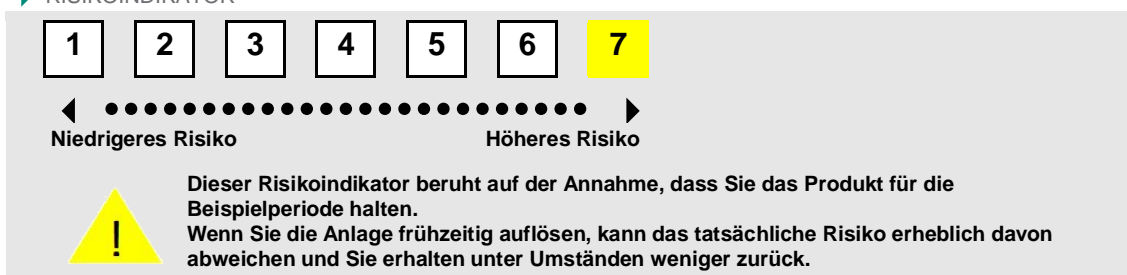 RISIKOINDIKATOR
1 2 3 4 5 6 7
Niedrigeres Risiko Höheres Risiko
! Dieser Risikoindikator beruht auf der Annahme, dass Sie das Produkt für die
Beispielperiode halten.
Wenn Sie die Anlage frühzeitig auflösen, kann das tatsächliche Risiko erheblich davon
abweichen und Sie erhalten unter Umständen weniger zurück.